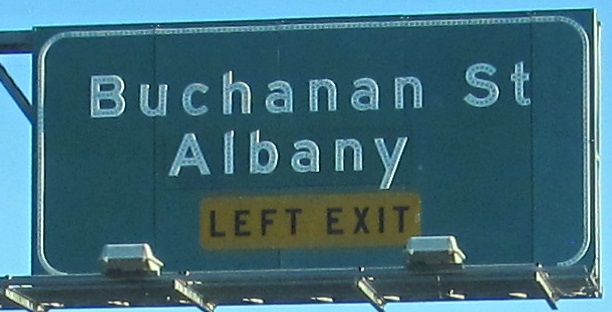 Buchanan St
Albany
LEFT EXIT